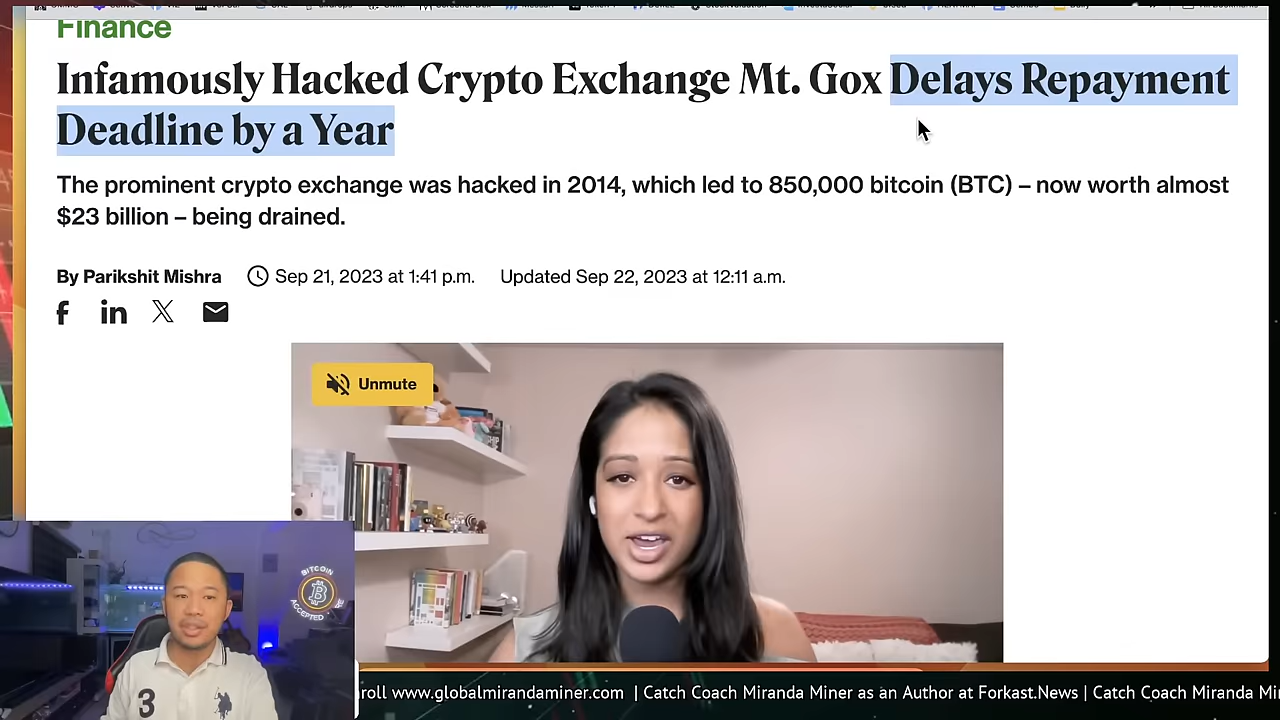 Finance
Infamously Hacked Crypto Exchange Mt. Gox Delays Repayment
Deadline by a Year
The prominent crypto exchange was hacked in 2014, which led to 850,000 bitcoin (BTC) – now worth almost
$23 billion – being drained.
By Parikshit Mishra Sep 21, 2023 at 1:41 p.m. Updated Sep 22, 2023 at 12:11 a.m.
Unmute
BITCOIN
ACCEPTED
3
roll www.globalmirandaminer.com | Catch Coach Miranda Miner as an Author at Forkast.News | Catch Coach Miranda Mi